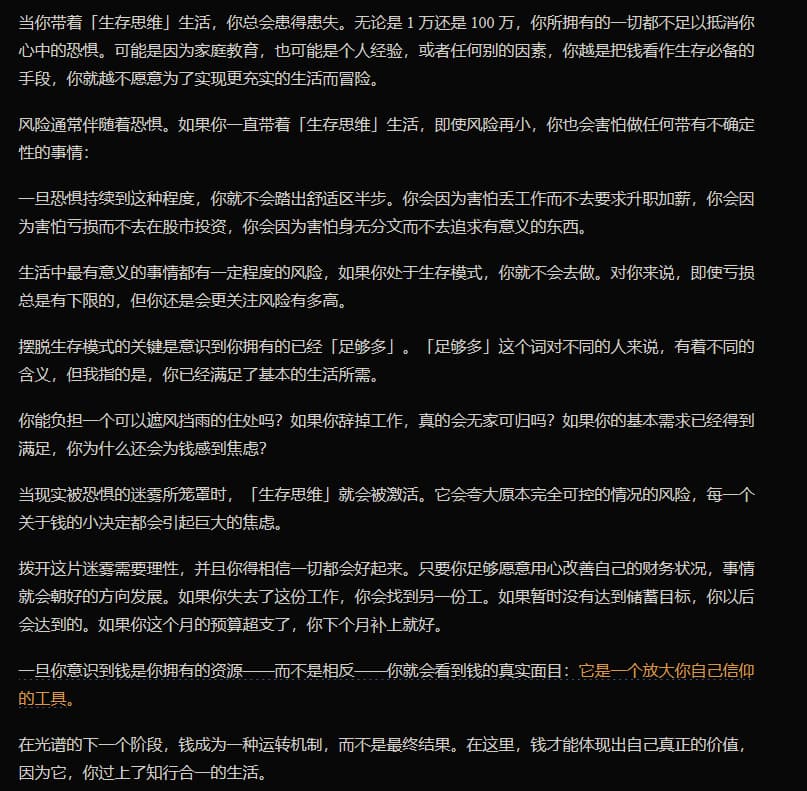 当你带着「生存思维」生活，你总会患得患失。无论是 1 万还是 100 万，你所拥有的一切都不足以抵消你
心中的恐惧。可能是因为家庭教育，也可能是个人经验，或者任何别的因素，你越是把钱看作生存必备的
手段，你就越不愿意为了实现更充实的生活而冒险。
风险通常伴随着恐惧。如果你一直带着「生存思维」生活，即使风险再小，你也会害怕做任何带有不确定
性的事情：
一旦恐惧持续到这种程度，你就不会踏出舒适区半步。你会因为害怕丢工作而不去要求升职加薪，你会因
为害怕亏损而不去在股市投资，你会因为害怕身无分文而不去追求有意义的东西。
生活中最有意义的事情都有一定程度的风险，如果你处于生存模式，你就不会去做。对你来说，即使亏损
总是有下限的，但你还是会更关注风险有多高。
摆脱生存模式的关键是意识到你拥有的已经「足够多」。「足够多」这个词对不同的人来说，有着不同的
含义，但我指的是，你已经满足了基本的生活所需。
你能负担一个可以遮风挡雨的住处吗？如果你辞掉工作，真的会无家可归吗？如果你的基本需求已经得到
满足，你为什么还会为钱感到焦虑？
当现实被恐惧的迷雾所笼罩时，「生存思维」就会被激活。它会夸大原本完全可控的情况的风险，每一个
关于钱的小决定都会引起巨大的焦虑。
拨开这片迷雾需要理性，并且你得相信一切都会好起来。只要你足够愿意用心改善自己的财务状况，事情
就会朝好的方向发展。如果你失去了这份工作，你会找到另一份工。如果暂时没有达到储蓄目标，你以后
会达到的。如果你这个月的预算超支了，你下个月补上就好。
一旦你意识到钱是你拥有的资源——而不是相反——你就会看到钱的真实面目：它是一个放大你自己信仰
的工具。
在光谱的下一个阶段，钱成为一种运转机制，而不是最终结果。在这里，钱才能体现出自己真正的价值，
因为它，你过上了知行合一的生活。